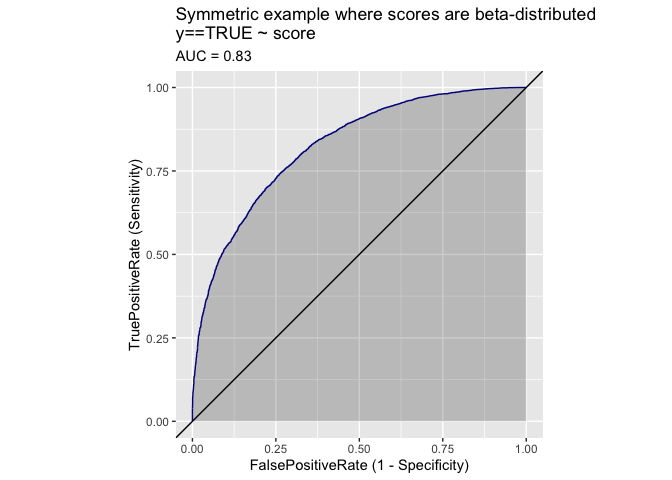 Symmetric example where scores are beta-distributed
y==TRUE ~ score
AUC = 0.83
1.00
0.75
0.50
0.25
0.00
TruePositiveRate (Sensitivity)
0.00 0.25 0.50 0.75 1.00
FalsePositiveRate (1 - Specificity)